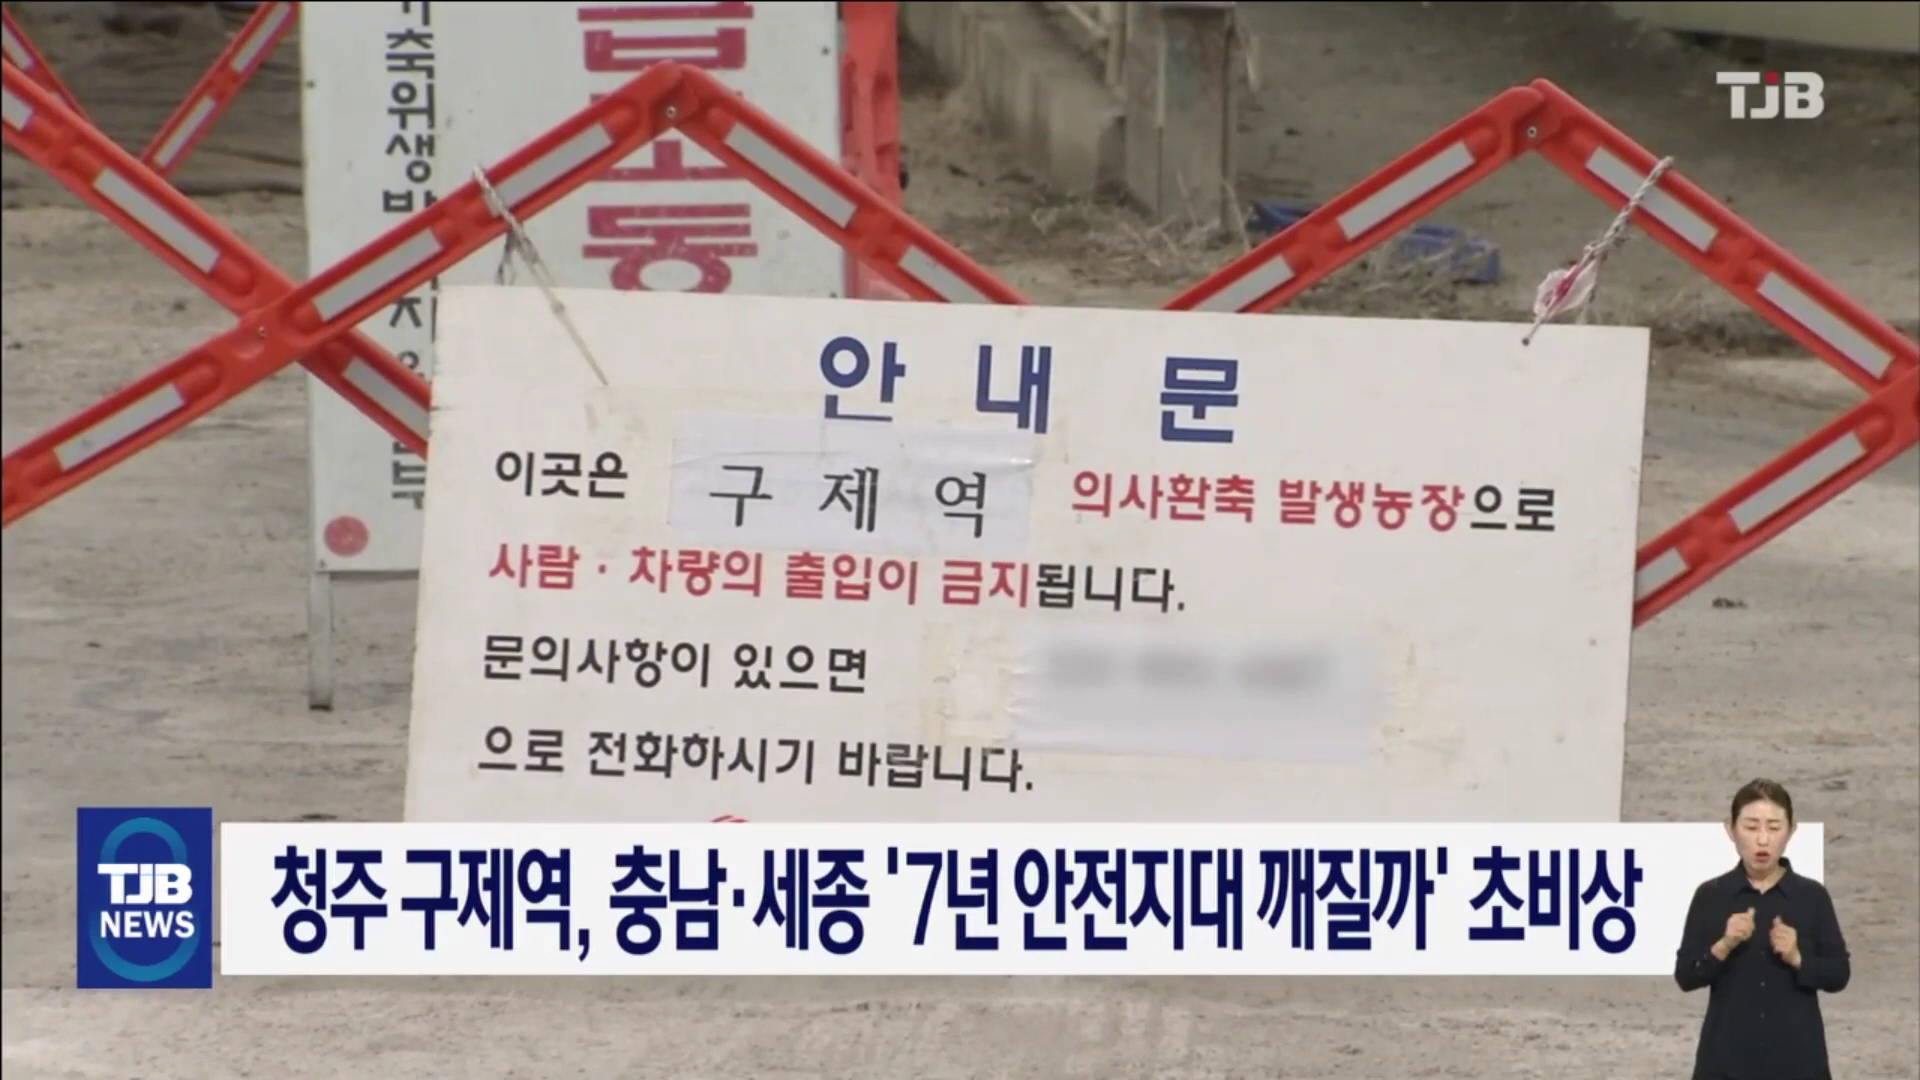 TJB
안내문
이곳은 구제역 의사환축 발생농장으로
사람·차량의 출입이 금지됩니다.
문의사항이 있으면
으로 전화하시기 바랍니다.
TJB NEWS
청주 구제역, 충남·세종 '7년 안전지대 깨질까' 초비상